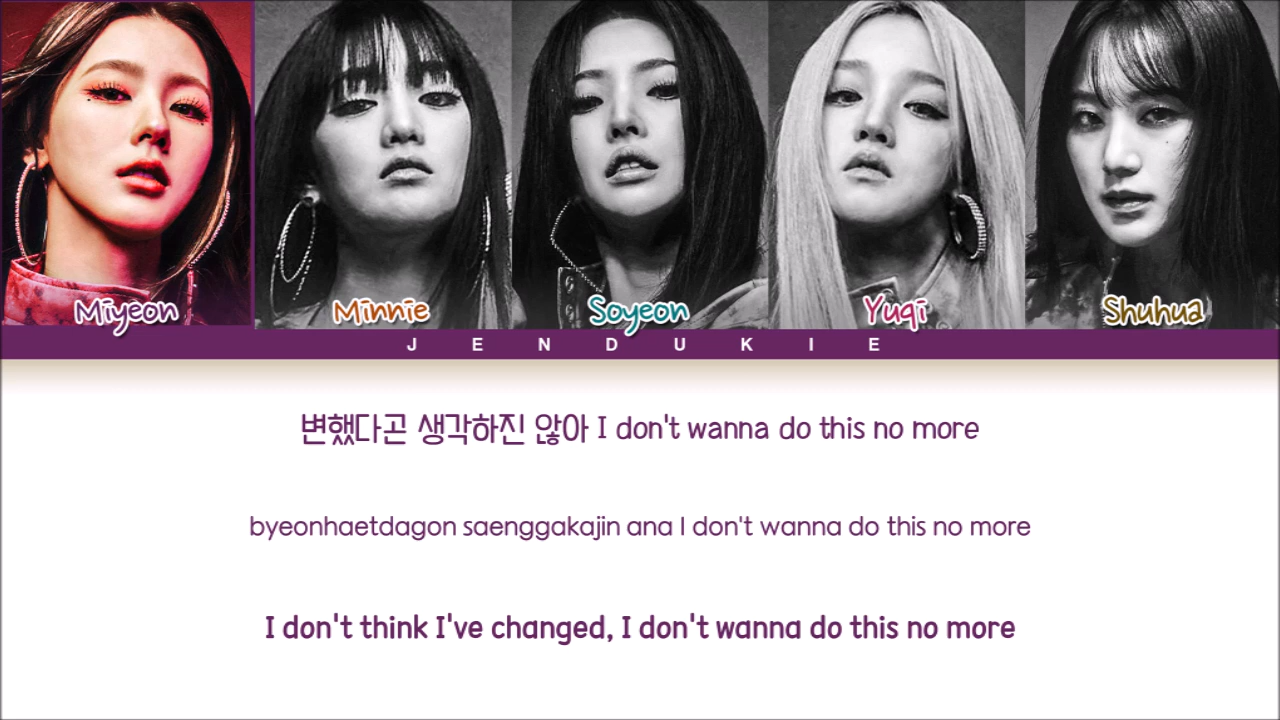 Miyeon
Minnie
Soyeon
Yuqi
Shuhua
JENDUKIE
변했다곤 생각하진 않아 I don't wanna do this no more
byeonhaetdagon saenggakajin ana I don't wanna do this no more
I don't think I've changed, I don't wanna do this no more